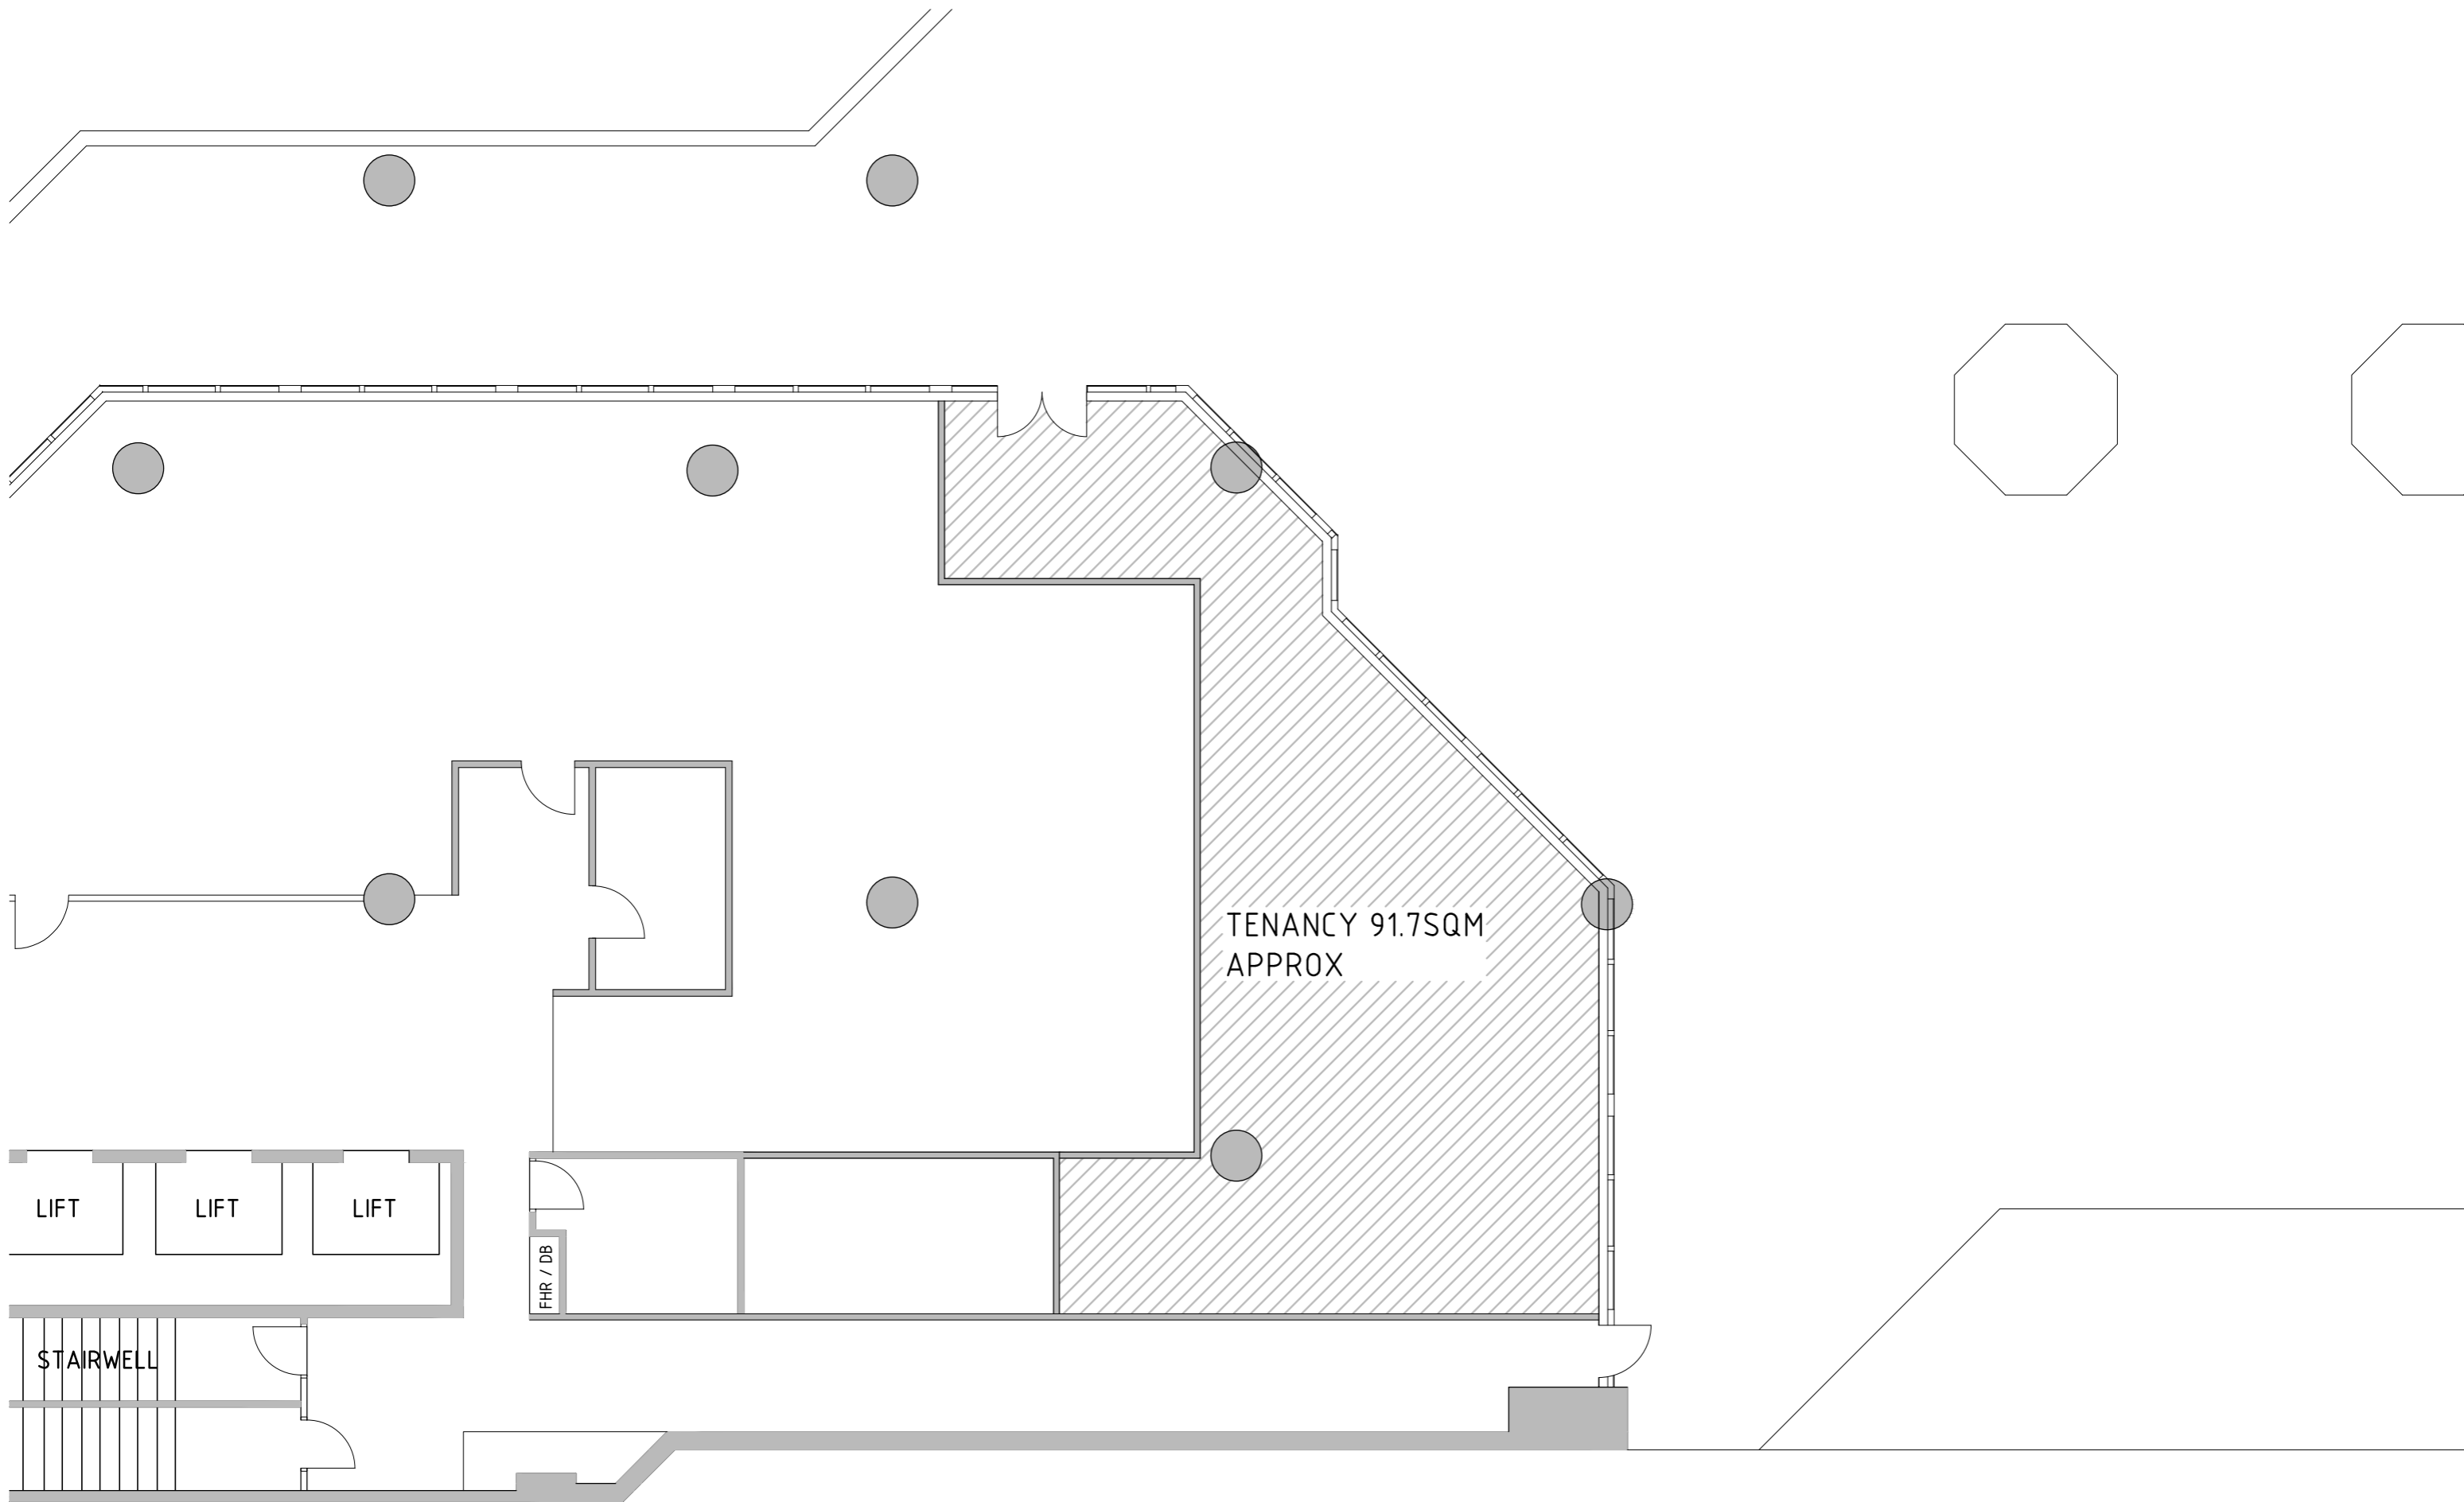 TENANCY 91.7SQM
APPROX
LIFT
LIFT
LIFT
FHR / DB
STAIRWELL